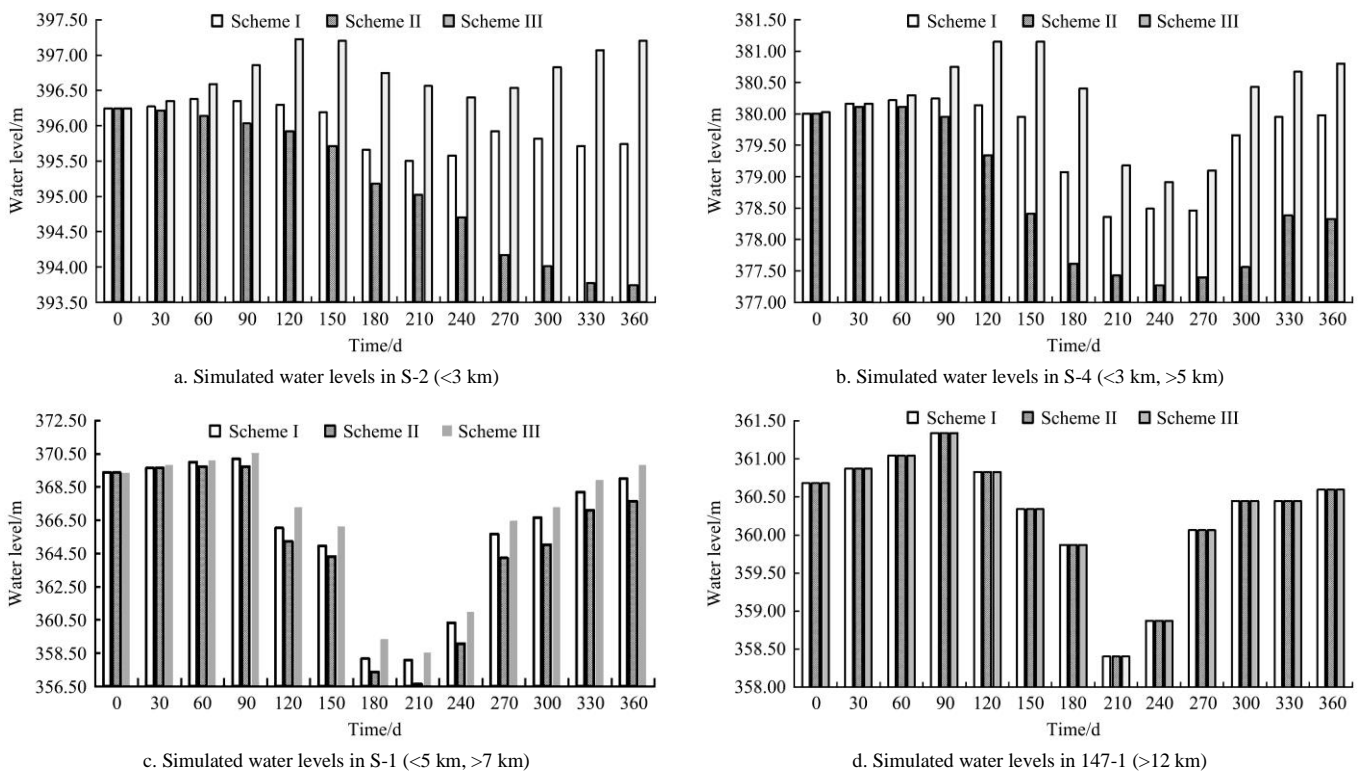 Scheme I Scheme II Scheme III
Water level/m
397.50
397.00
396.50
396.00
395.50
395.00
394.50
394.00
393.50
0 30 60 90 120 150 180 210 240 270 300 330 360
Time/d
a. Simulated water levels in S-2 (<3 km)
Scheme I Scheme II Scheme III
Water level/m
381.50
381.00
380.50
380.00
379.00
378.50
378.00
377.50
377.00
0 30 60 90 120 150 180 210 240 270 300 330 360
Time/d
b. Simulated water levels in S-4 (<3 km, >5 km)
Scheme I Scheme II Scheme III
Water level/m
372.50
370.50
368.50
366.50
364.50
362.50
360.50
358.50
356.50
0 30 60 90 120 150 180 210 240 270 300 330 360
Time/d
c. Simulated water levels in S-1 (<5 km, >7 km)
Scheme I Scheme II Scheme III
Water level/m
361.50
361.00
360.50
360.00
359.50
359.00
358.50
358.00
0 30 60 90 120 150 180 210 240 270 300 330 360
Time/d
d. Simulated water levels in 147-1 (>12 km)